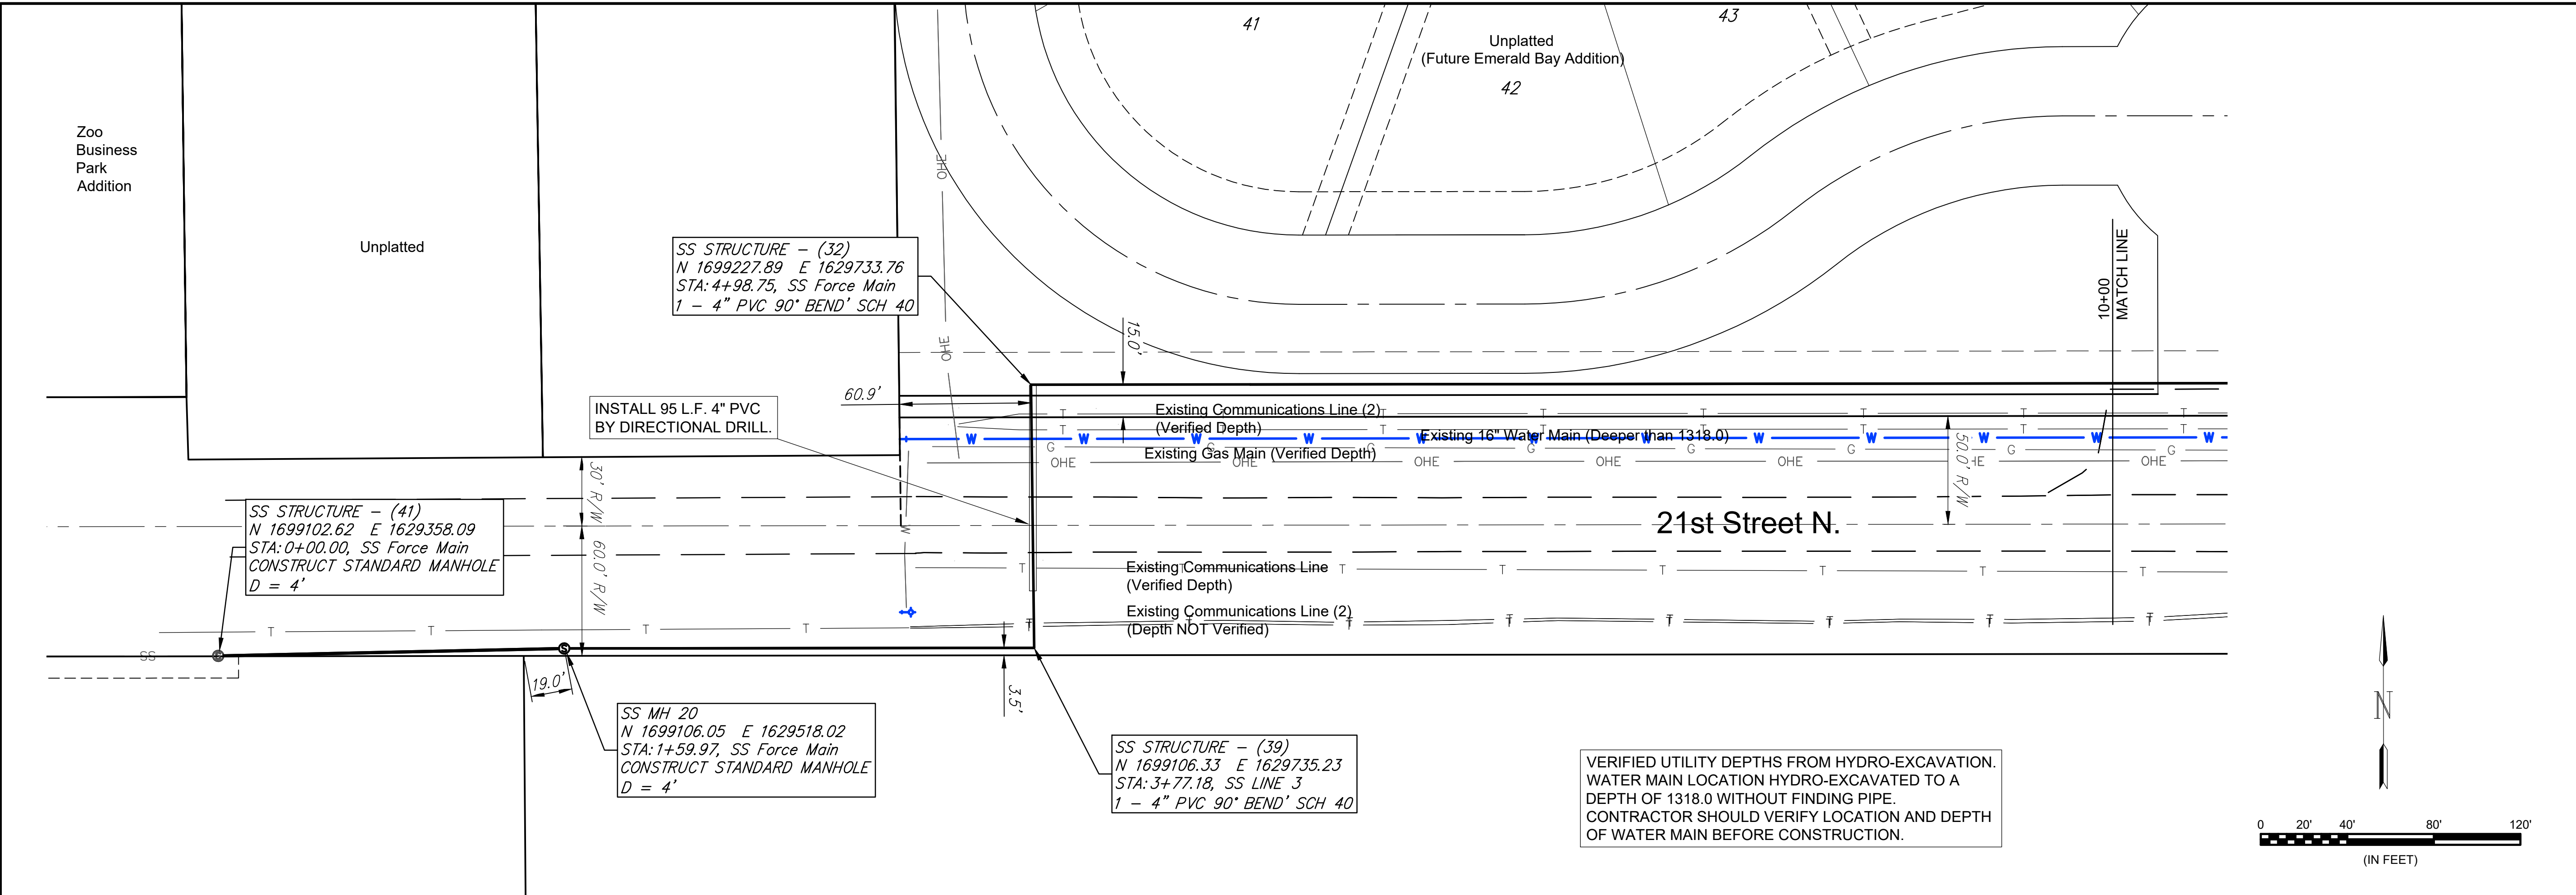 41
43
Unplatted
(Future Emerald Bay Addition)
42
Zoo
Business
Park
Addition
Unplatted
OHE
OHE
SS STRUCTURE - (32)
N 1699227.89 E 1629733.76
STA: 4+98.75, SS Force Main
1 - 4" PVC 90° BEND' SCH 40
10+00
MATCH LINE
15.0'
60.9'
INSTALL 95 L.F. 4" PVC
BY DIRECTIONAL DRILL.
T T T T T T T
Existing Communications Line (2)
(Verified Depth)
T T T T T T T
W W W W W W W W W W W W
Existing 16" Water Main (Deeper than 1318.0)
G G G G G G G
Existing Gas Main (Verified Depth)
OHE OHE OHE OHE OHE OHE OHE
50.0' R/W
30' R/W
SS STRUCTURE - (41)
N 1699102.62 E 1629358.09
STA: 0+00.00, SS Force Main
CONSTRUCT STANDARD MANHOLE
D = 4'
60.0' R/W
W
21st Street N.
Existing Communications Line
(Verified Depth)
T T T T T T T T
Existing Communications Line (2)
(Depth NOT Verified)
T T T T
T T T T T T T T
SS
S
19.0'
3.5'
SS MH 20
N 1699106.05 E 1629518.02
STA: 1+59.97, SS Force Main
CONSTRUCT STANDARD MANHOLE
D = 4'
SS STRUCTURE - (39)
N 1699106.33 E 1629735.23
STA: 3+77.18, SS LINE 3
1 - 4" PVC 90° BEND' SCH 40
VERIFIED UTILITY DEPTHS FROM HYDRO-EXCAVATION.
WATER MAIN LOCATION HYDRO-EXCAVATED TO A
DEPTH OF 1318.0 WITHOUT FINDING PIPE.
CONTRACTOR SHOULD VERIFY LOCATION AND DEPTH
OF WATER MAIN BEFORE CONSTRUCTION.
N
0 20' 40' 80' 120'
(IN FEET)